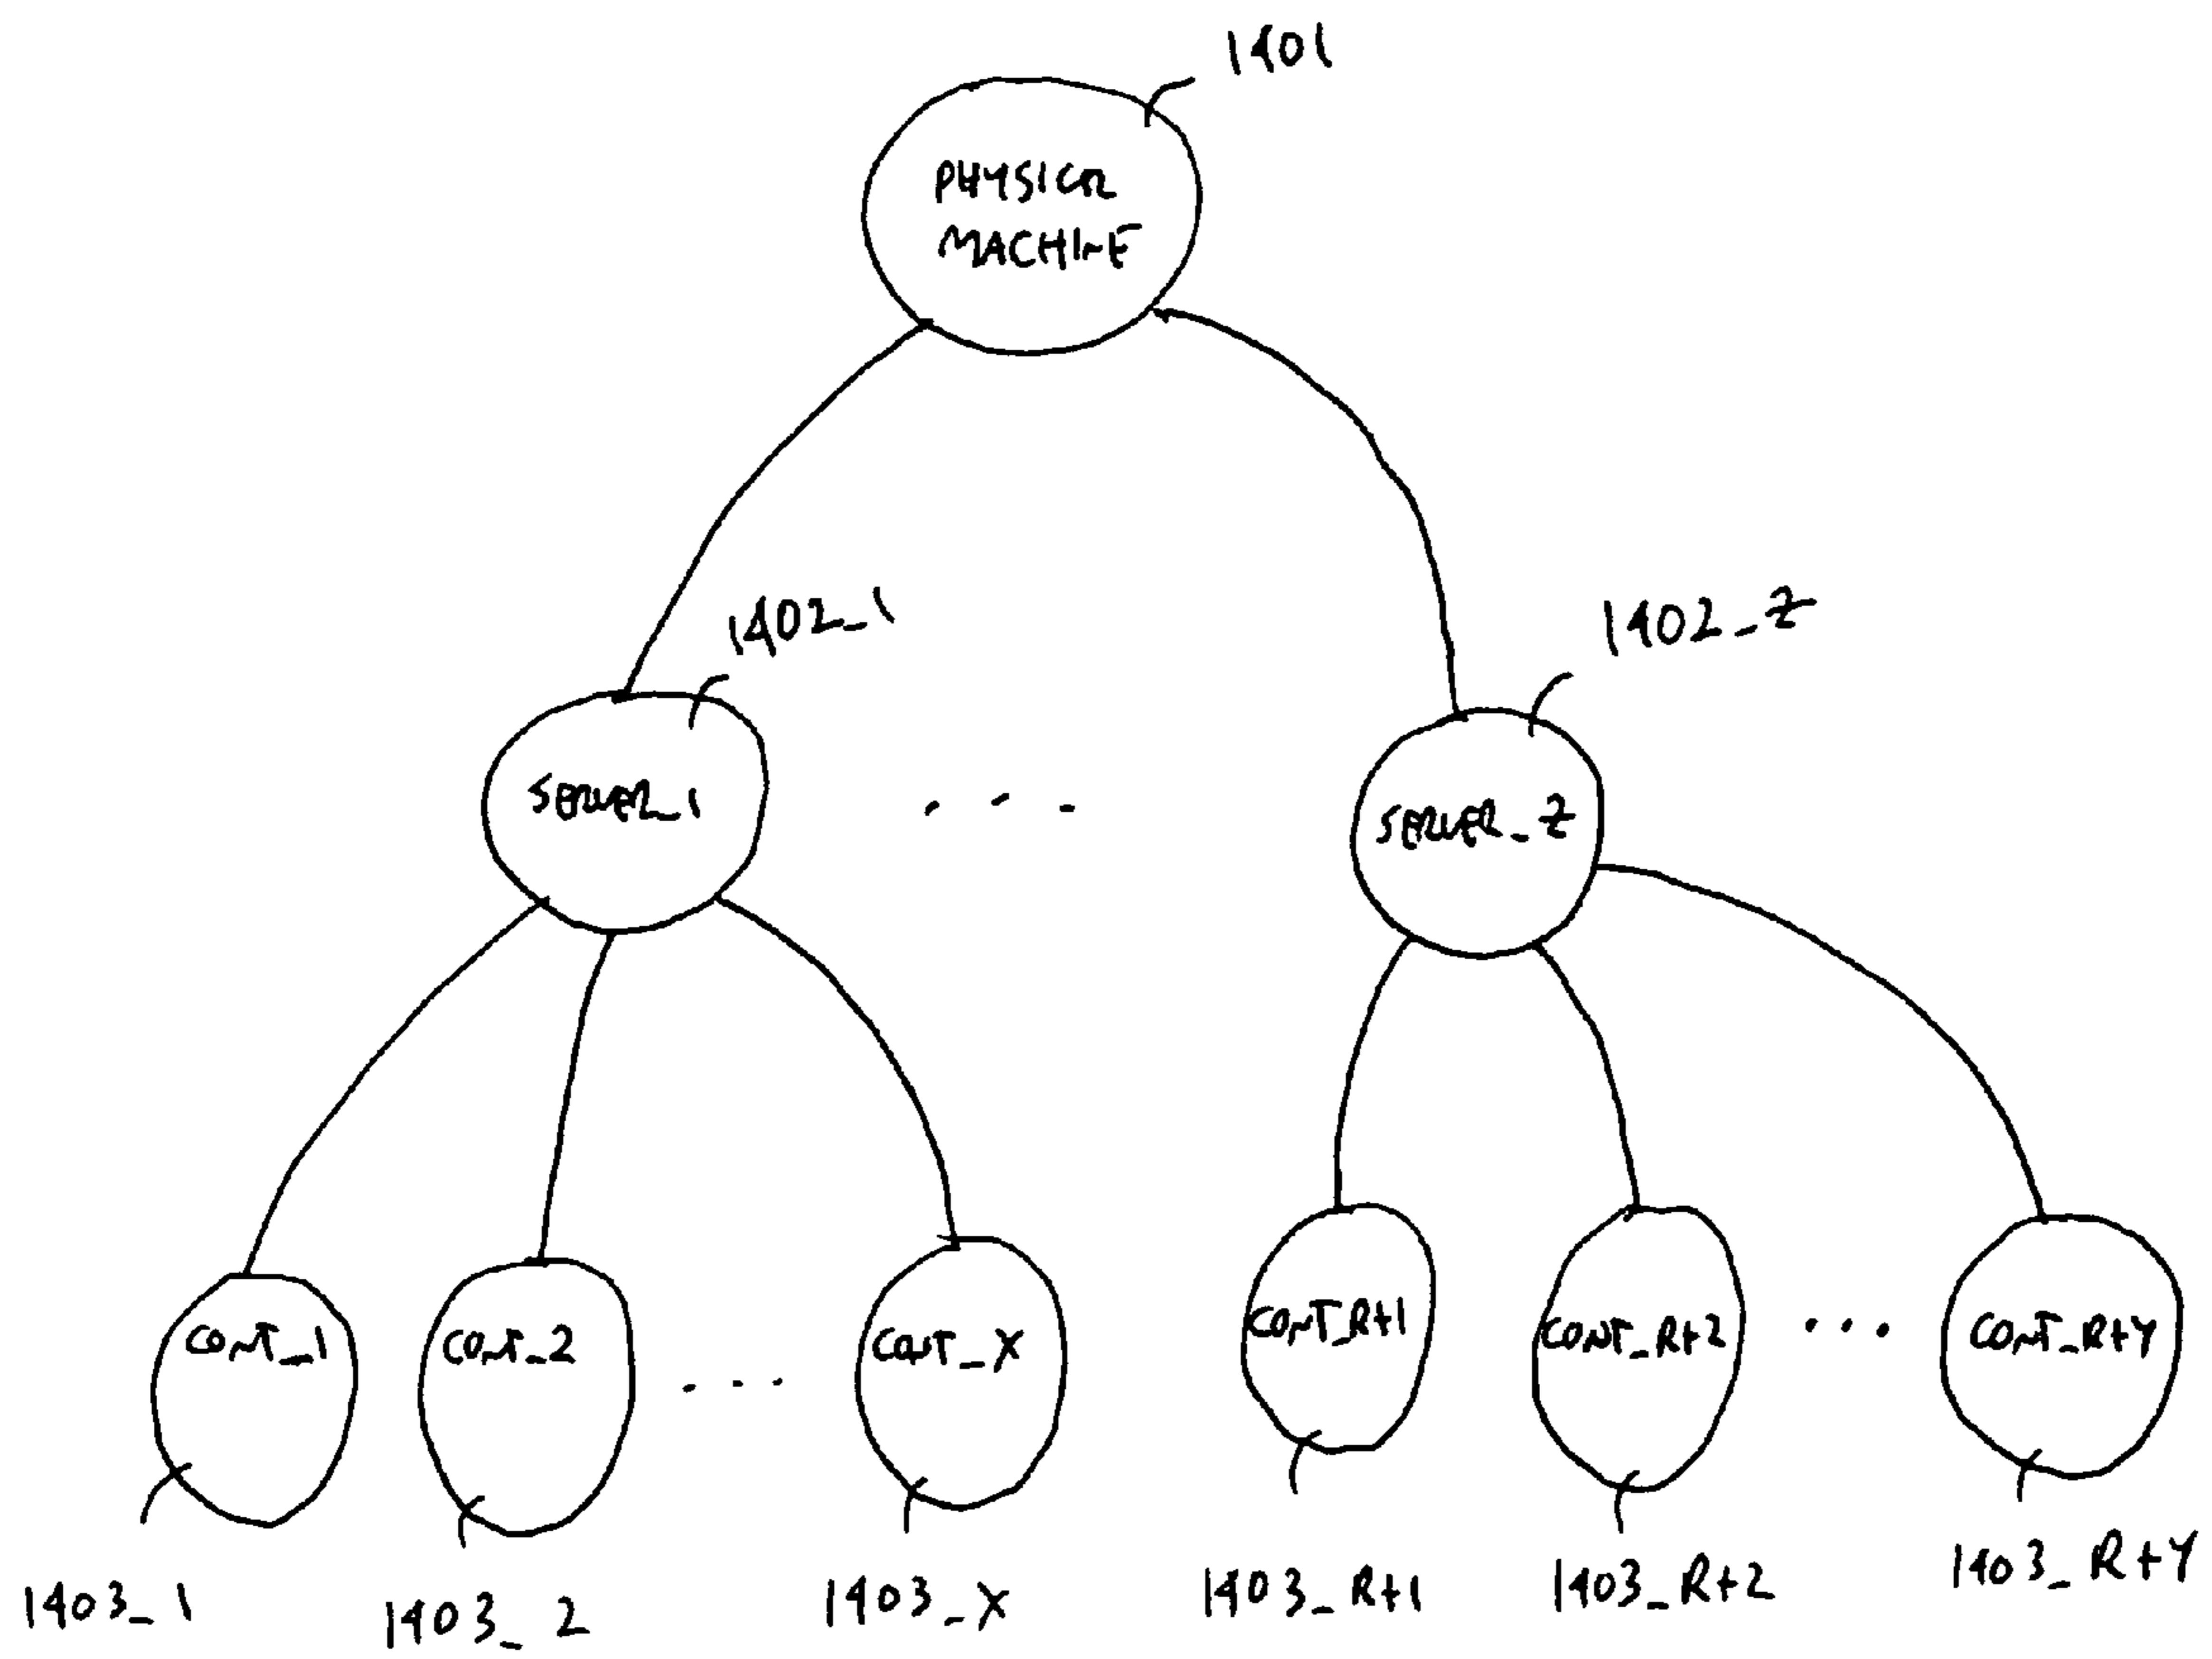 1401
PHYSICAL
MACHINE
1402_1
1402_Z
SERVER_1
. . .
SERVER_Z
CONT_1
CONT_2
...
CONT_X
CONT_R+1
CONT_R+2
...
CONT_R+Y
1403_1
1403_2
1403_X
1403_R+1
1403_R+2
1403_R+Y